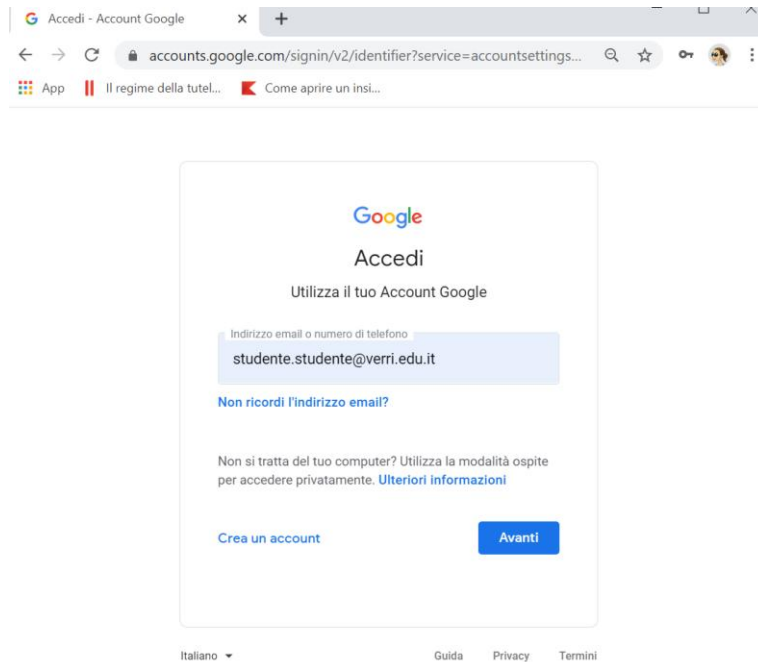 Accedi - Account Google
accounts.google.com/signin/v2/identifier?service=accountsettings...
App Il regime della tutel... Come aprire un insi...
Google
Accedi
Utilizza il tuo Account Google
Indirizzo email o numero di telefono
studente.studente@verri.edu.it
Non ricordi l'indirizzo email?
Non si tratta del tuo computer? Utilizza la modalità ospite
per accedere privatamente. Ulteriori informazioni
Crea un account Avanti
Italiano Guida Privacy Termini